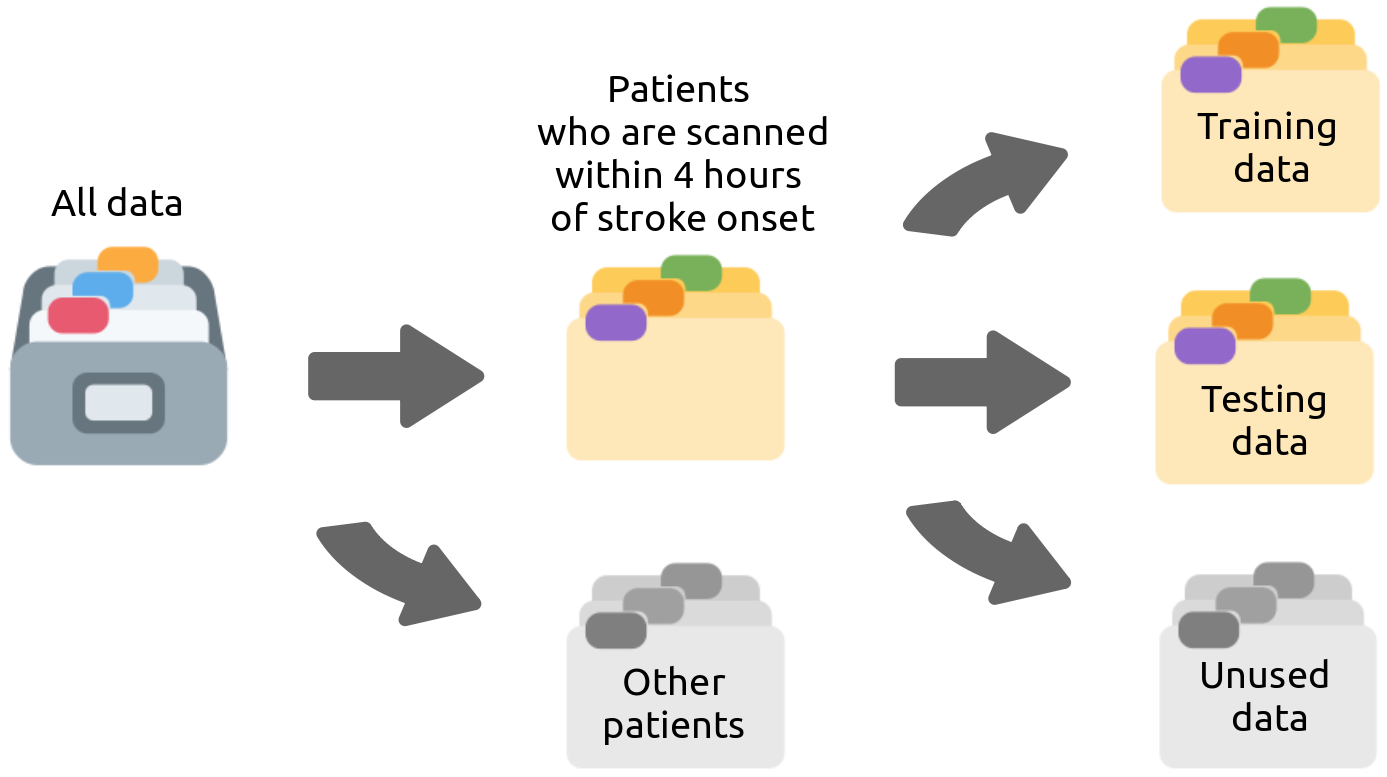 All data
Patients
who are scanned
within 4 hours
of stroke onset
Other
patients
Training
data
Testing
data
Unused
data